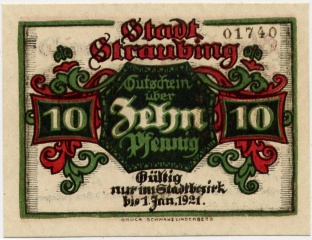 Stadt
01740
Straubing
Gutschein
über
10 Zehn 10
Pfennig
Gültig
nur im Stadtbezirk
bis 1. Jan. 1921.